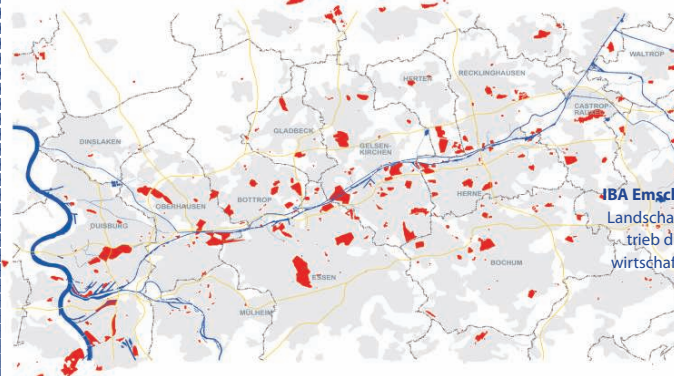 WALTROP
RECKLINGHAUSEN
HERTEN
CASTROP-
RAUXEL
GLADBECK
DINSLAKEN
GELSEN-
KIRCHEN
IBA
HERNE
BOTTROP
OBERHAUSEN
Landscha
DUISBURG
trieb d
wirtschaf
BOCHUM
ESSEN
MÜLHEIM